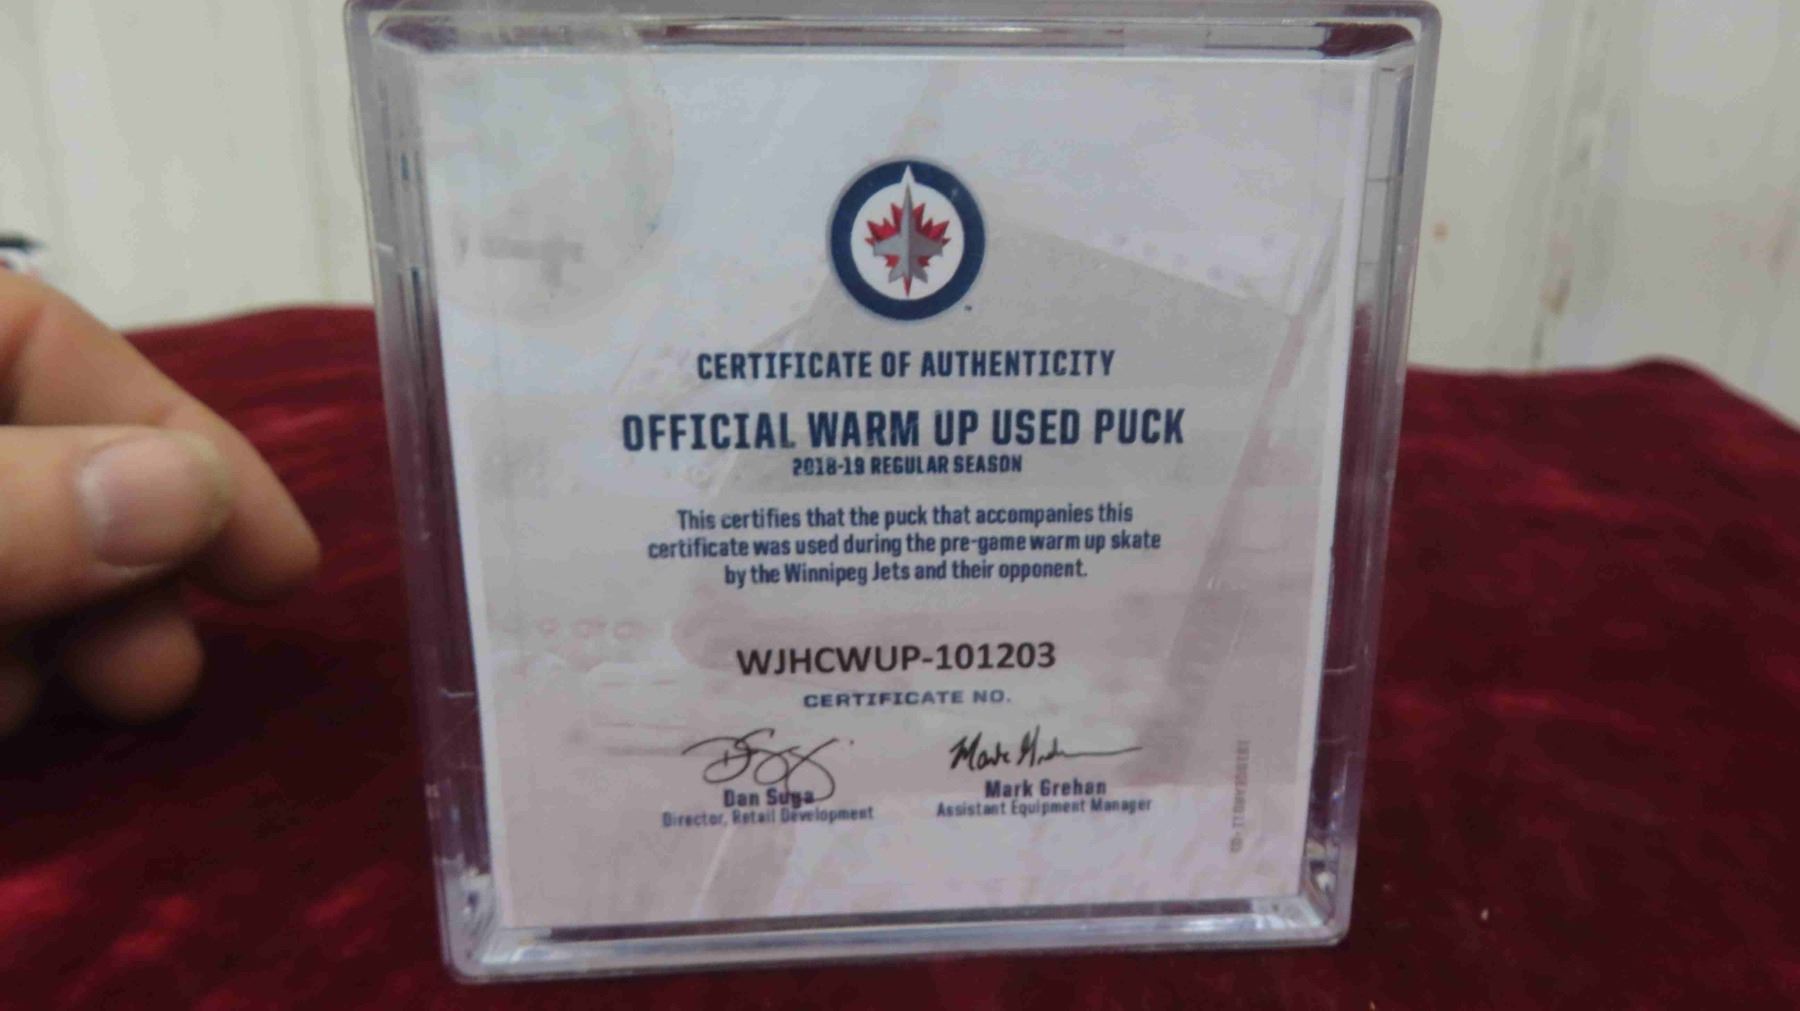 CERTIFICATE OF AUTHENTICITY
OFFICIAL WARM UP USED PUCK
2018-19 REGULAR SEASON
This certifies that the puck that accompanies this
certificate was used during the pre-game warm up skate
by the Winnipeg Jets and their opponent.
WJHCWUP-101203
CERTIFICATE NO.
Dan Suga
Director, Retail Development
Mark Grehan
Assistant Equipment Manager